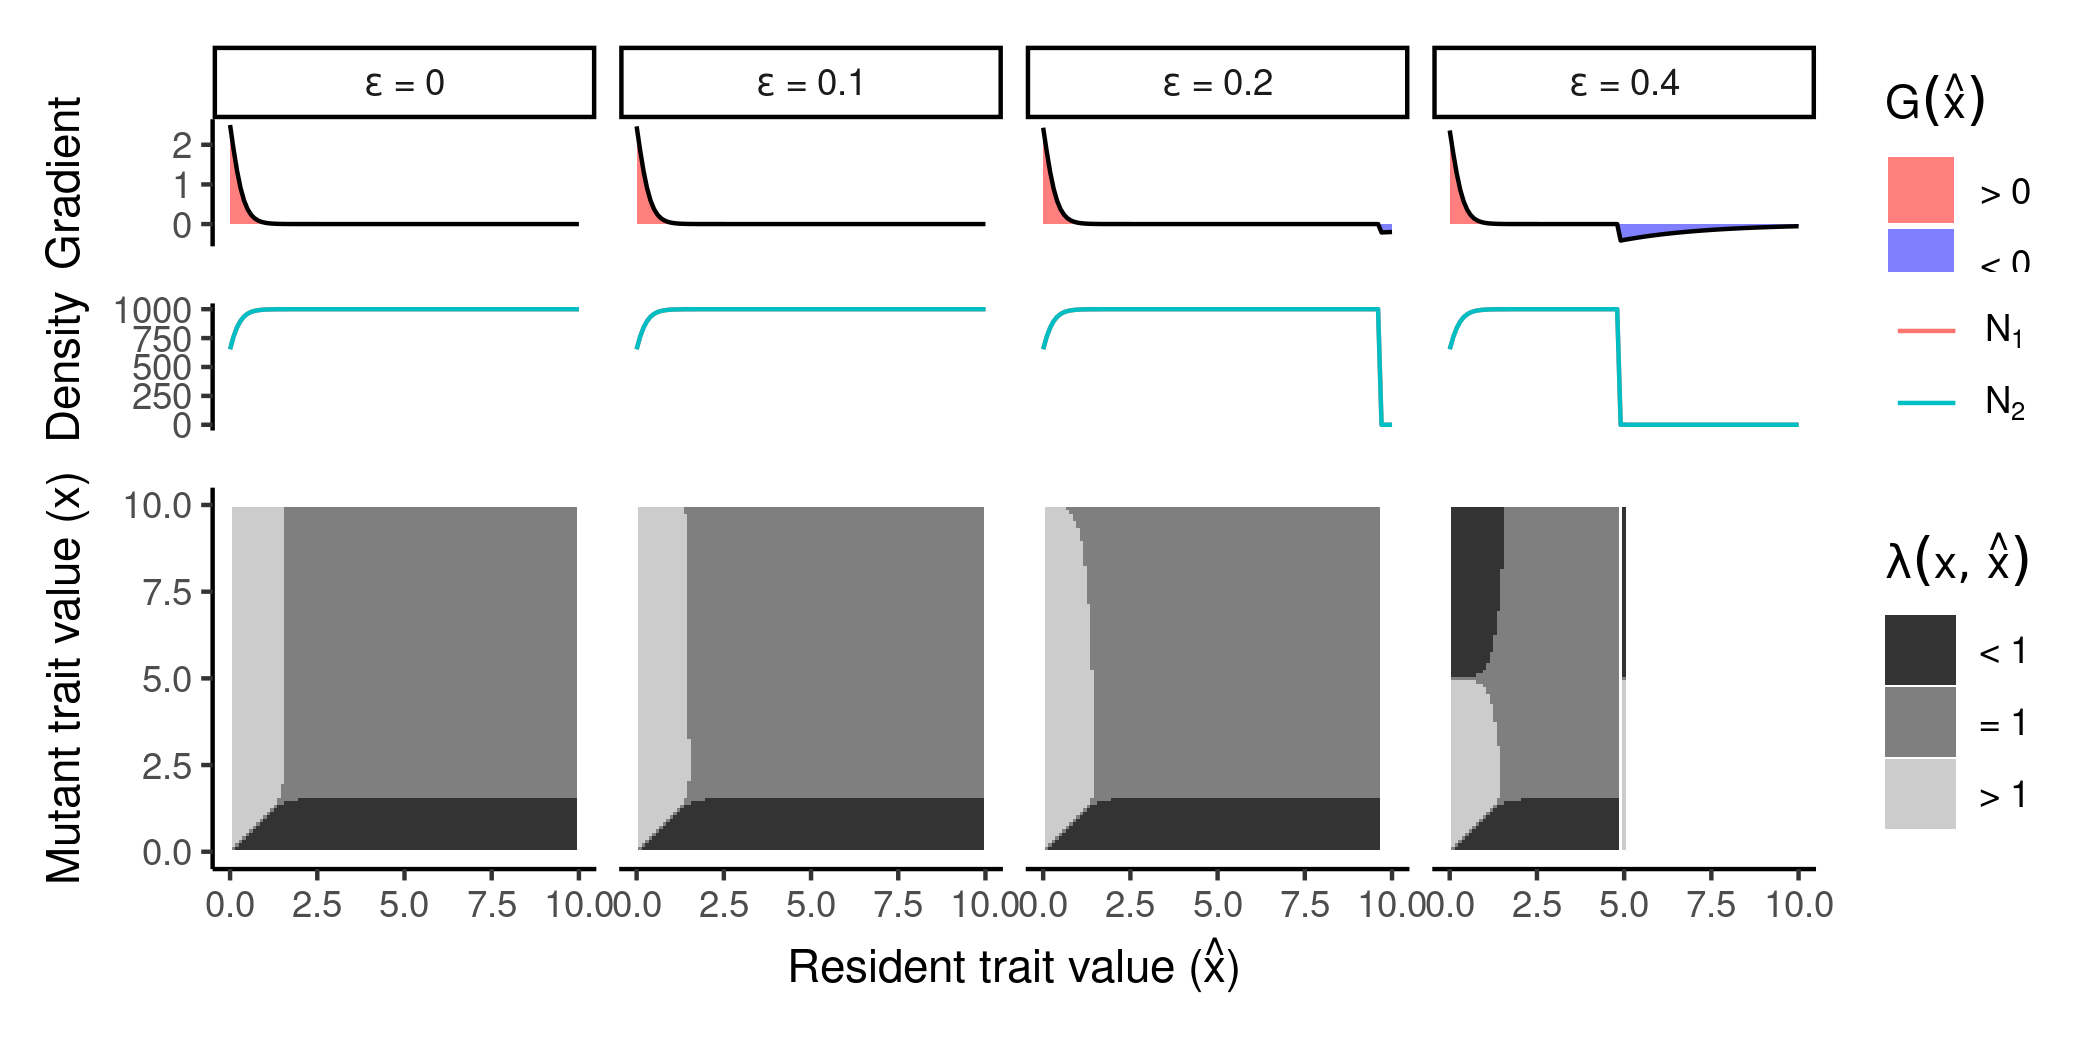 ε = 0
ε = 0.1
ε = 0.2
ε = 0.4
Gradient
2
1
0
G(x̂)
> 0
< 0
Density
1000
750
500
250
0
N₁
N₂
Mutant trait value (x)
10.0
7.5
5.0
2.5
0.0
λ(x, x̂)
< 1
= 1
> 1
0.0 2.5 5.0 7.5 10.0
0.0 2.5 5.0 7.5 10.0
0.0 2.5 5.0 7.5 10.0
0.0 2.5 5.0 7.5 10.0
Resident trait value (x̂)